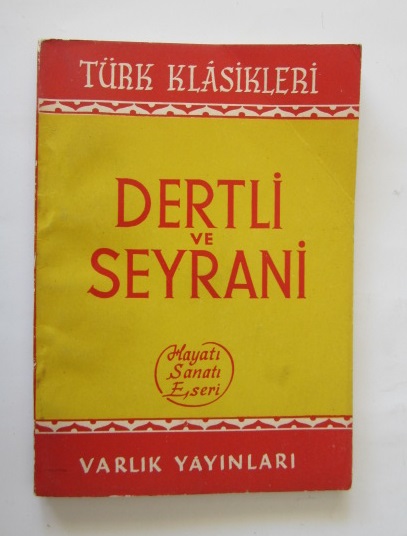 TÜRK KLÂSİKLERİ
DERTLİ
VE
SEYRANİ
Hayatı
Sanatı
Eseri
VARLIK YAYINLARI